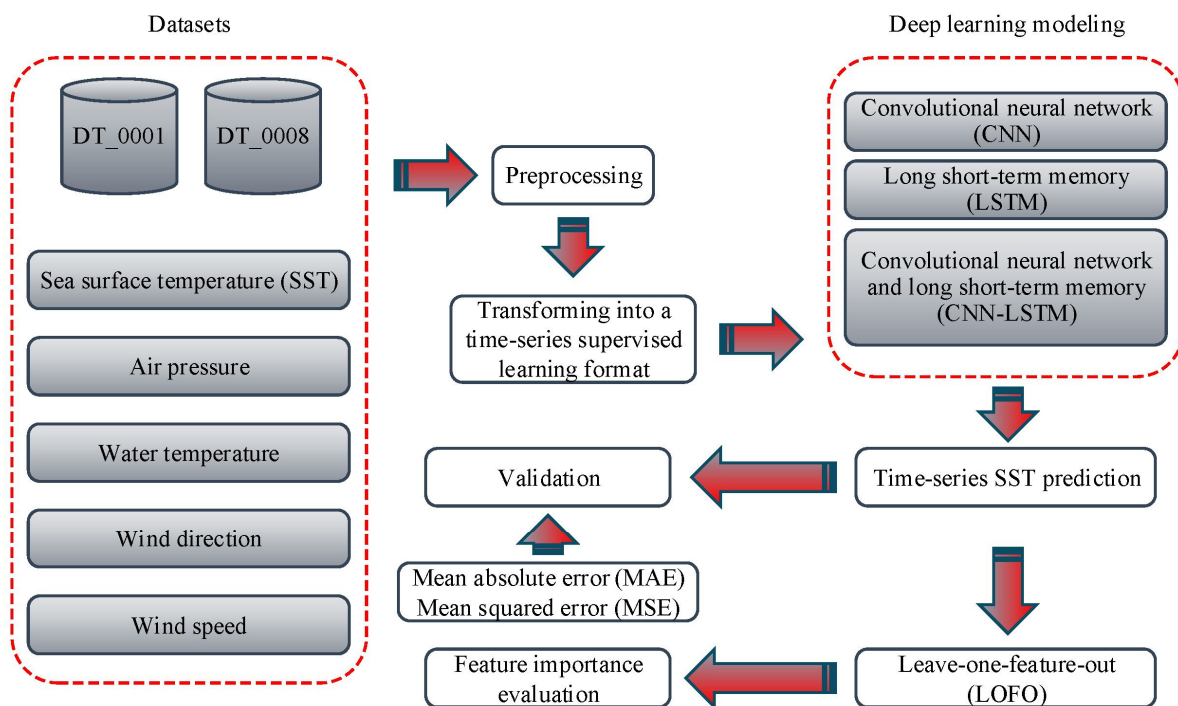 Datasets
DT_0001
DT_0008
Sea surface temperature (SST)
Air pressure
Water temperature
Wind direction
Wind speed
Preprocessing
Transforming into a
time-series supervised
learning format
Deep learning modeling
Convolutional neural network
(CNN)
Long short-term memory
(LSTM)
Convolutional neural network
and long short-term memory
(CNN-LSTM)
Time-series SST prediction
Validation
Mean absolute error (MAE)
Mean squared error (MSE)
Leave-one-feature-out
(LOFO)
Feature importance
evaluation